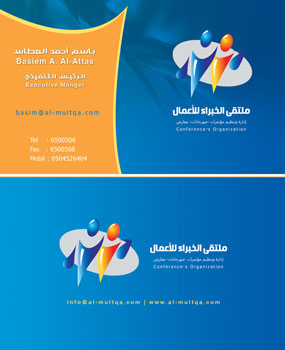 باسم أحمد العطاس
Basiem A. Al-Attas
الرئيس التنفيذي
Executive Manger
basim@al-multqa.com
Tel : 6500506
Fax : 6500508
Mobil : 0504526404
ملتقى الخبراء للأعمال
إدارة وتنظيم مؤتمرات - مهرجانات - معارض
Conference's Organization
ملتقى الخبراء للأعمال
إدارة وتنظيم مؤتمرات - مهرجانات - معارض
Conference's Organization
info@al-multqa.com | www.al-multqa.com